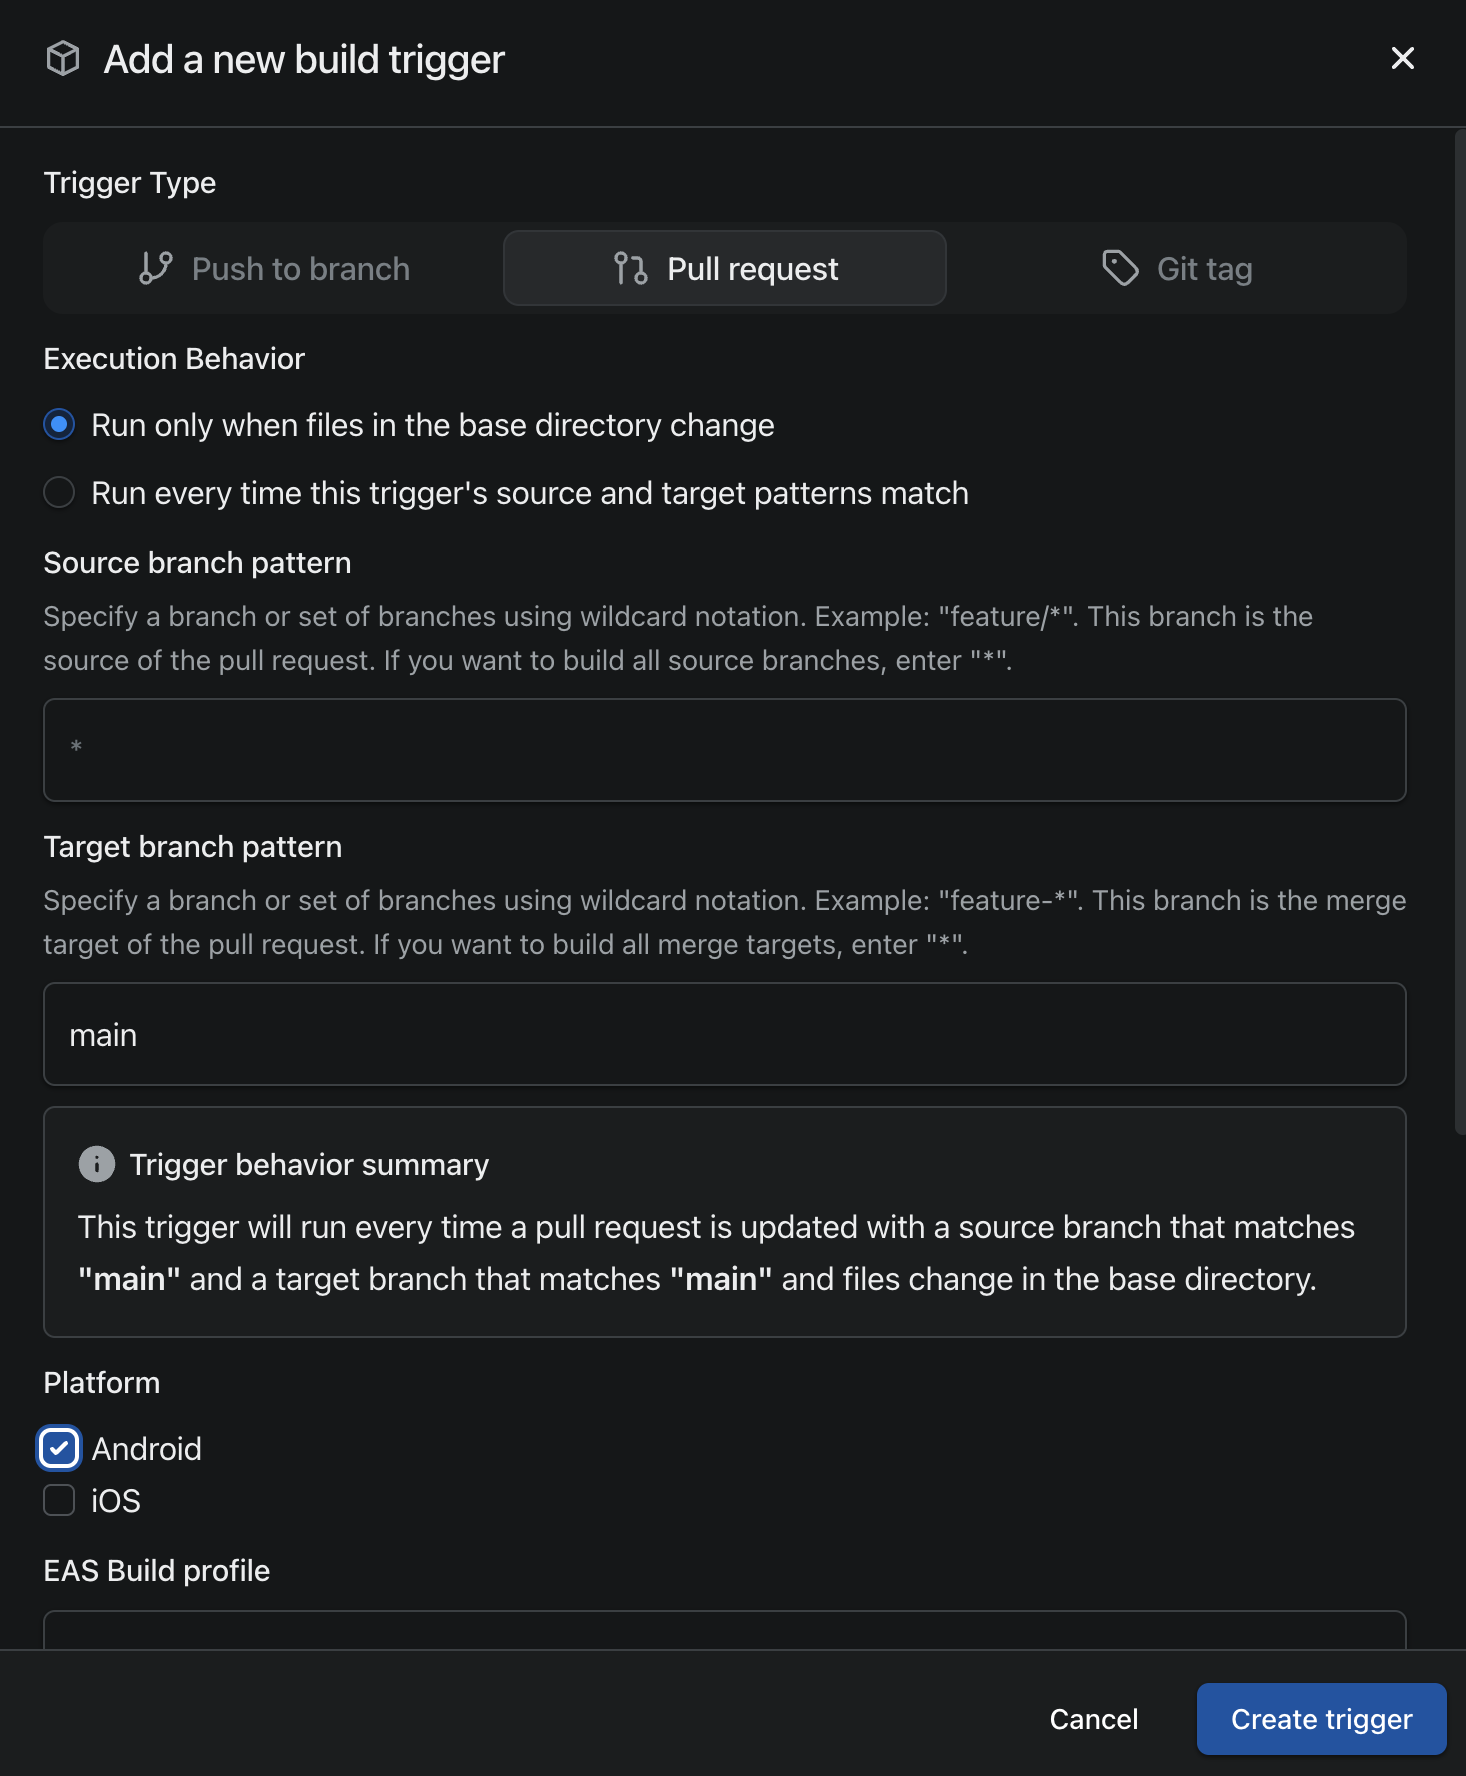 Add a new build trigger
Trigger Type
Push to branch
Pull request
Git tag
Execution Behavior
Run only when files in the base directory change
Run every time this trigger's source and target patterns match
Source branch pattern
Specify a branch or set of branches using wildcard notation. Example: "feature/*". This branch is the
source of the pull request. If you want to build all source branches, enter "*".
*
Target branch pattern
Specify a branch or set of branches using wildcard notation. Example: "feature-*". This branch is the merge
target of the pull request. If you want to build all merge targets, enter "*".
main
Trigger behavior summary
This trigger will run every time a pull request is updated with a source branch that matches
"main" and a target branch that matches "main" and files change in the base directory.
Platform
Android
iOS
EAS Build profile
Cancel
Create trigger